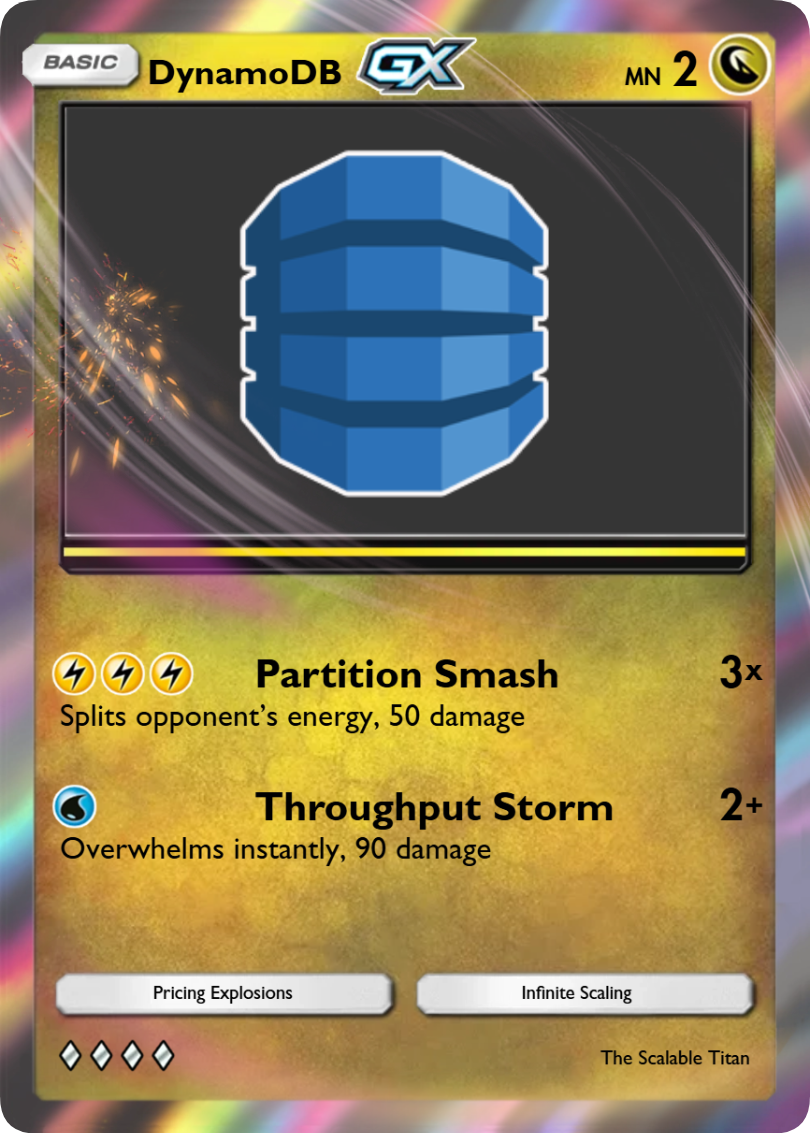 BASIC DynamoDB GX MN 2
Partition Smash 3x
Splits opponent’s energy, 50 damage
Throughput Storm 2+
Overwhelms instantly, 90 damage
Pricing Explosions Infinite Scaling
The Scalable Titan